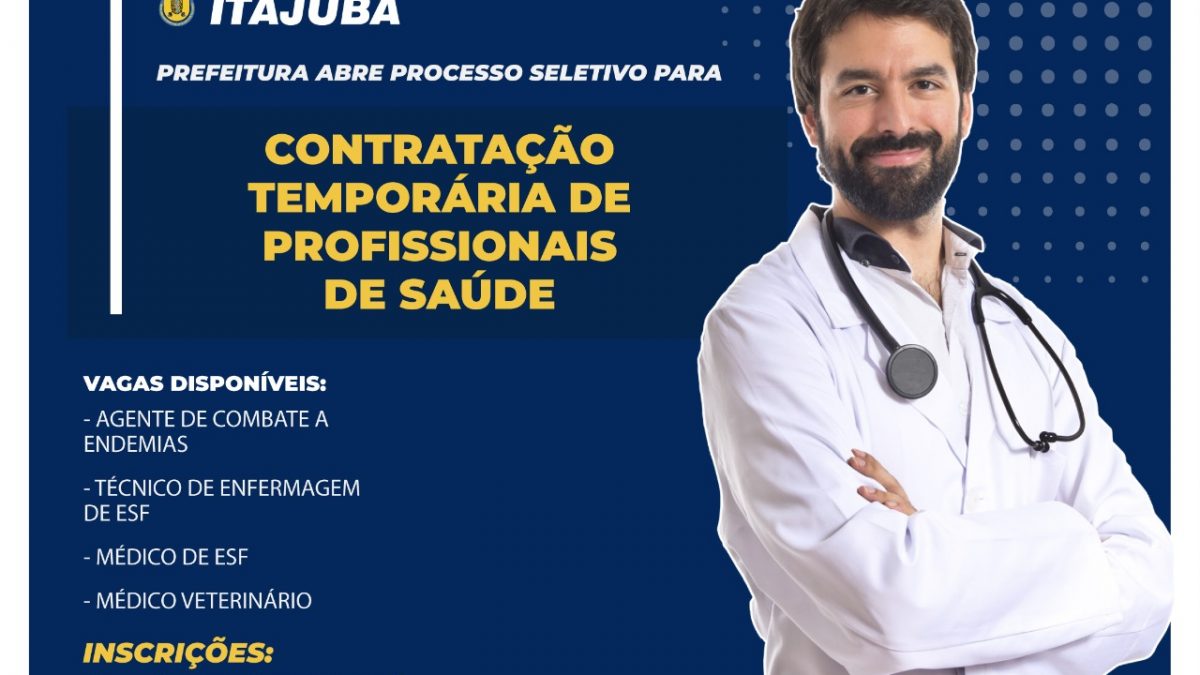 ITAJUBÁ
PREFEITURA ABRE PROCESSO SELETIVO PARA
CONTRATAÇÃO
TEMPORÁRIA DE
PROFISSIONAIS
DE SAÚDE
VAGAS DISPONÍVEIS:
- AGENTE DE COMBATE A
ENDEMIAS
- TÉCNICO DE ENFERMAGEM
DE ESF
- MÉDICO DE ESF
- MÉDICO VETERINÁRIO
INSCRIÇÕES: